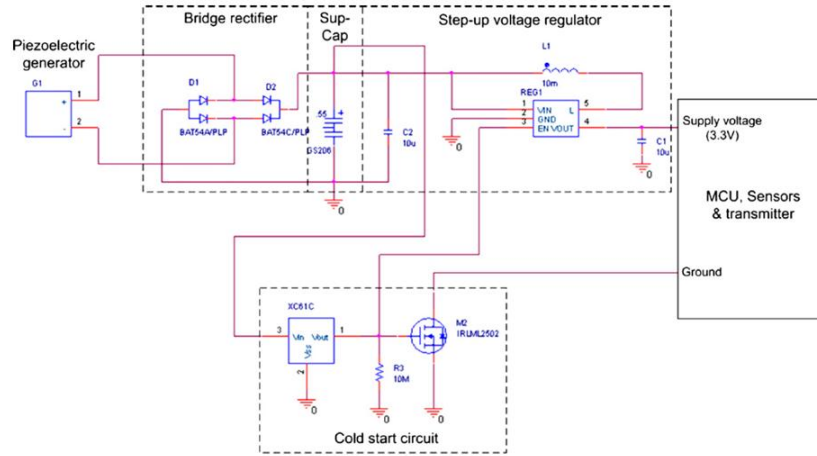 Bridge rectifier
Sup-
Cap
Step-up voltage regulator
Piezoelectric
generator
G1
+
-
1
2
D1
D2
BAT54A/PLP
BAT54C/PLP
.55
+
GS206
0
C2
10u
L1
10m
REG1
1
2
3
VIN
GND
EN
L
VOUT
5
4
0
C1
10u
0
Supply voltage
(3.3V)
MCU, Sensors
& transmitter
Ground
XC61C
3
Vin
Vout
Vss
1
2
0
R3
10M
0
M2
IRLML2502
0
Cold start circuit